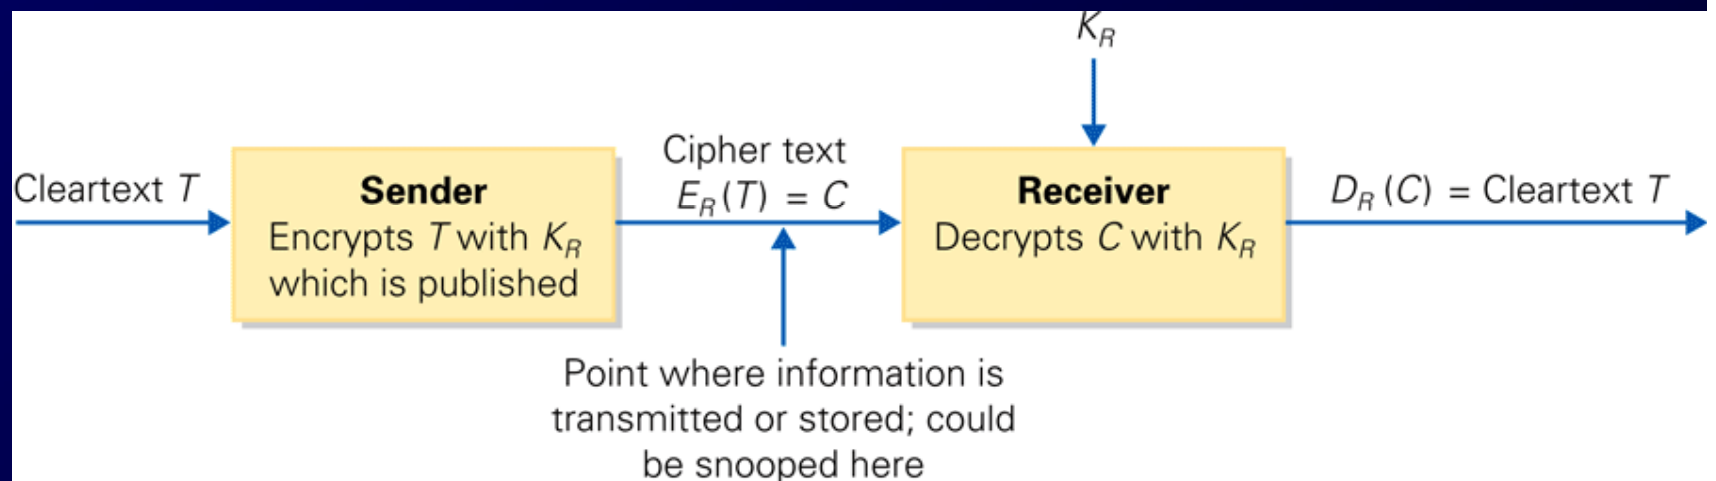 K_R
Cleartext T
Sender
Encrypts T with K_R
which is published
Cipher text
E_R (T) = C
Receiver
Decrypts C with K_R
D_R (C) = Cleartext T
Point where information is
transmitted or stored; could
be snooped here